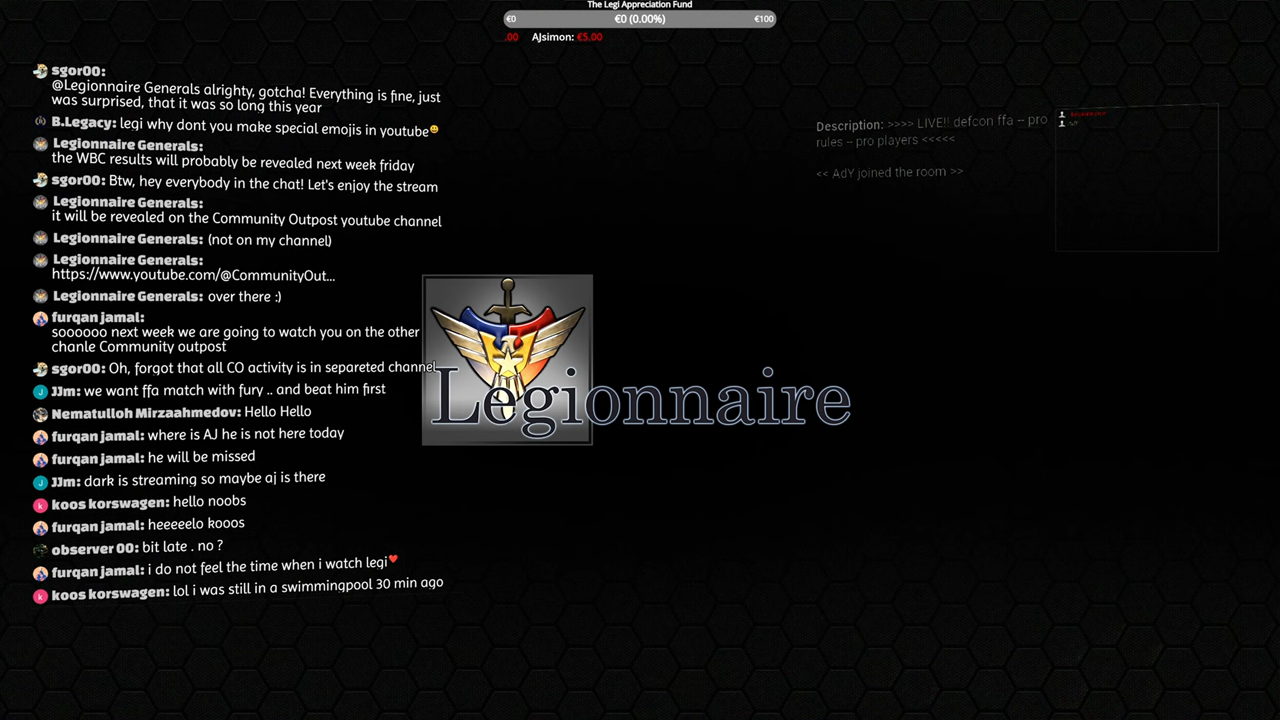 The Legi Appreciation Fund
€0 €0 (0.00%) €100
.00 AJsimon: €5.00
sgor00:
@Legionnaire Generals alrighty, gotcha! Everything is fine, just
was surprised, that it was so long this year
B.Legacy: legi why dont you make special emojis in youtube
Legionnaire Generals:
the WBC results will probably be revealed next week friday
sgor00: Btw, hey everybody in the chat! Let's enjoy the stream
Legionnaire Generals:
it will be revealed on the Community Outpost youtube channel
Legionnaire Generals: (not on my channel)
Legionnaire Generals:
https://www.youtube.com/@CommunityOut...
Legionnaire Generals: over there :)
furqan jamal:
soooooo next week we are going to watch you on the other
chanle Community outpost
sgor00: Oh, forgot that all CO activity is in separeted channel
JJm: we want ffa match with fury .. and beat him first
Nematulloh Mirzaahmedov: Hello Hello
furqan jamal: where is AJ he is not here today
furqan jamal: he will be missed
JJm: dark is streaming so maybe aj is there
koos korswagen: hello noobs
furqan jamal: heeeeelo kooos
observer 00: bit late . no ?
furqan jamal: i do not feel the time when i watch legi
koos korswagen: lol i was still in a swimmingpool 30 min ago
Legionnaire
Description: >>>> LIVE!! defcon ffa -- pro
rules -- pro players <<<<<
<< AdY joined the room >>